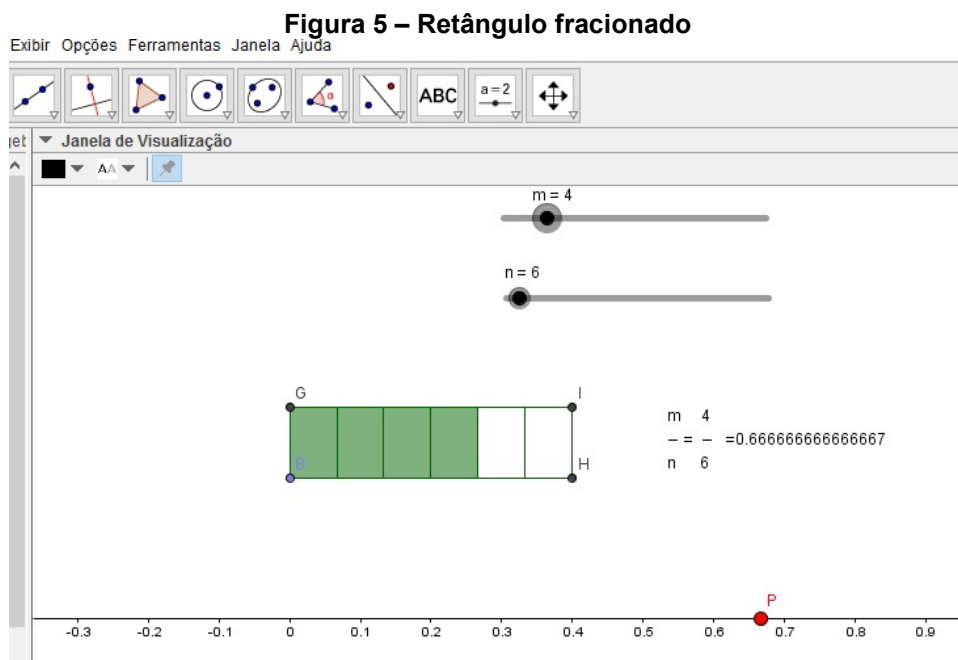 Figura 5 – Retângulo fracionado
Exibir Opções Ferramentas Janela Ajuda
ABC
a=2
α
Janela de Visualização
AA
m = 4
n = 6
G
I
B
H
m 4
– = – =0.666666666666667
n 6
P
-0.3 -0.2 -0.1 0 0.1 0.2 0.3 0.4 0.5 0.6 0.7 0.8 0.9